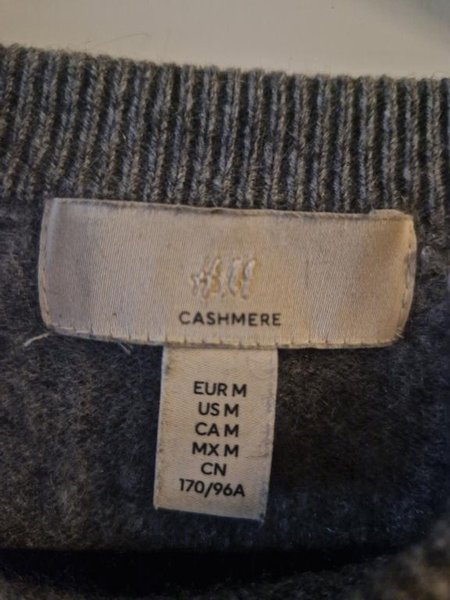 H&M
CASHMERE
EUR M
US M
CA M
MX M
CN
170/96A